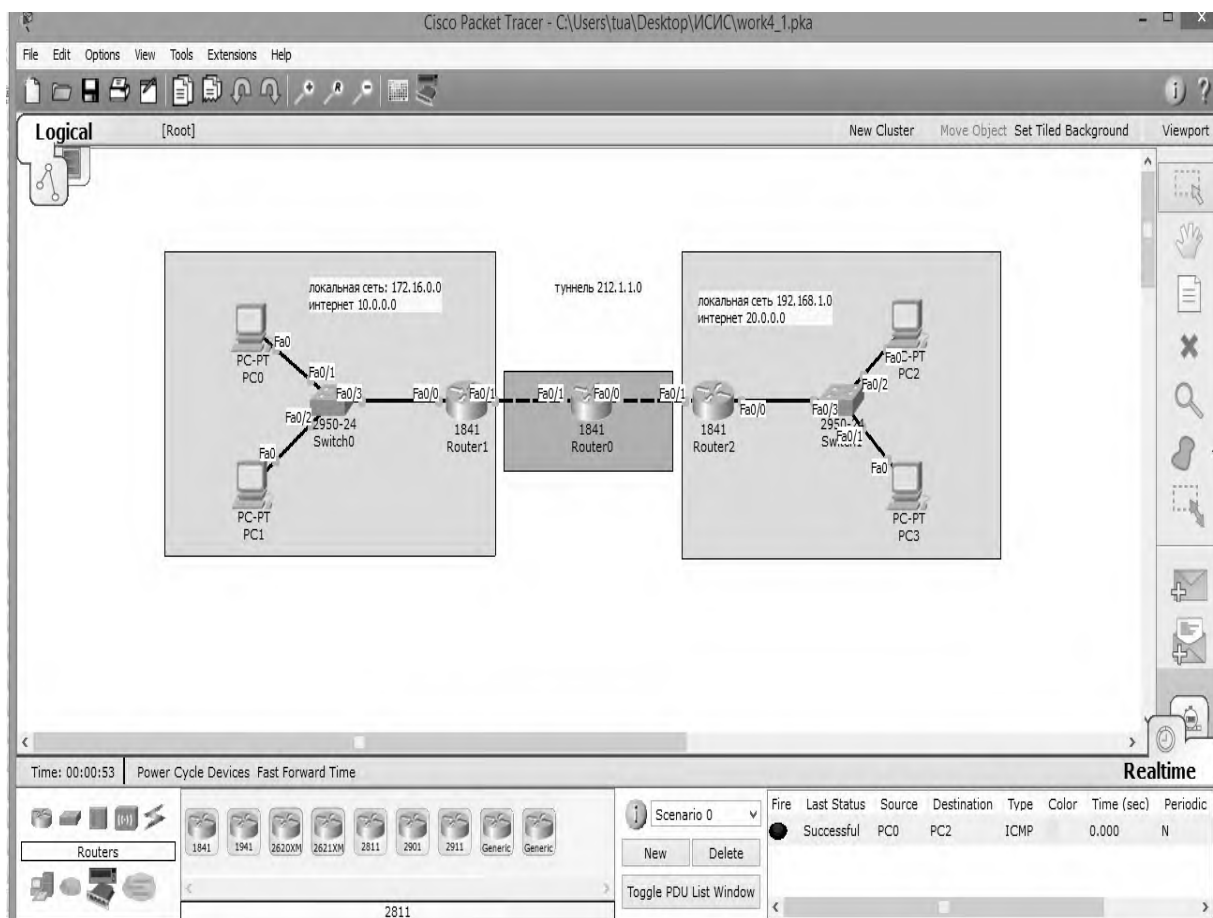 Cisco Packet Tracer - C:\Users\tua\Desktop\ИСИС\work4_1.pka
File Edit Options View Tools Extensions Help
Logical [Root] New Cluster Move Object Set Tiled Background Viewport
локальная сеть: 172.16.0.0
интернет 10.0.0.0
туннель 212.1.1.0
локальная сеть 192.168.1.0
интернет 20.0.0.0
Fa0
PC-PT
PC0
Fa0/1
Fa0/3
Fa0/2
2950-24
Switch0
Fa0
PC-PT
PC1
Fa0/0
Fa0/1
1841
Router1
Fa0/1
Fa0/0
1841
Router0
Fa0/1
Fa0/0
1841
Router2
Fa0
C-PT
PC2
Fa0/2
Fa0/3
2950-24
Fa0/1
Fa0
PC-PT
PC3
Time: 00:00:53 Power Cycle Devices Fast Forward Time Realtime
Routers
1841 1941 2620XM 2621XM 2811 2901 2911 Generic Generic
2811
Scenario 0
New Delete
Toggle PDU List Window
Fire Last Status Source Destination Type Color Time (sec) Periodic
Successful PC0 PC2 ICMP 0.000 N